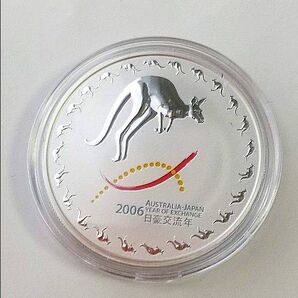 2006 AUSTRALIA-JAPAN
YEAR OF EXCHANGE
日豪交流年